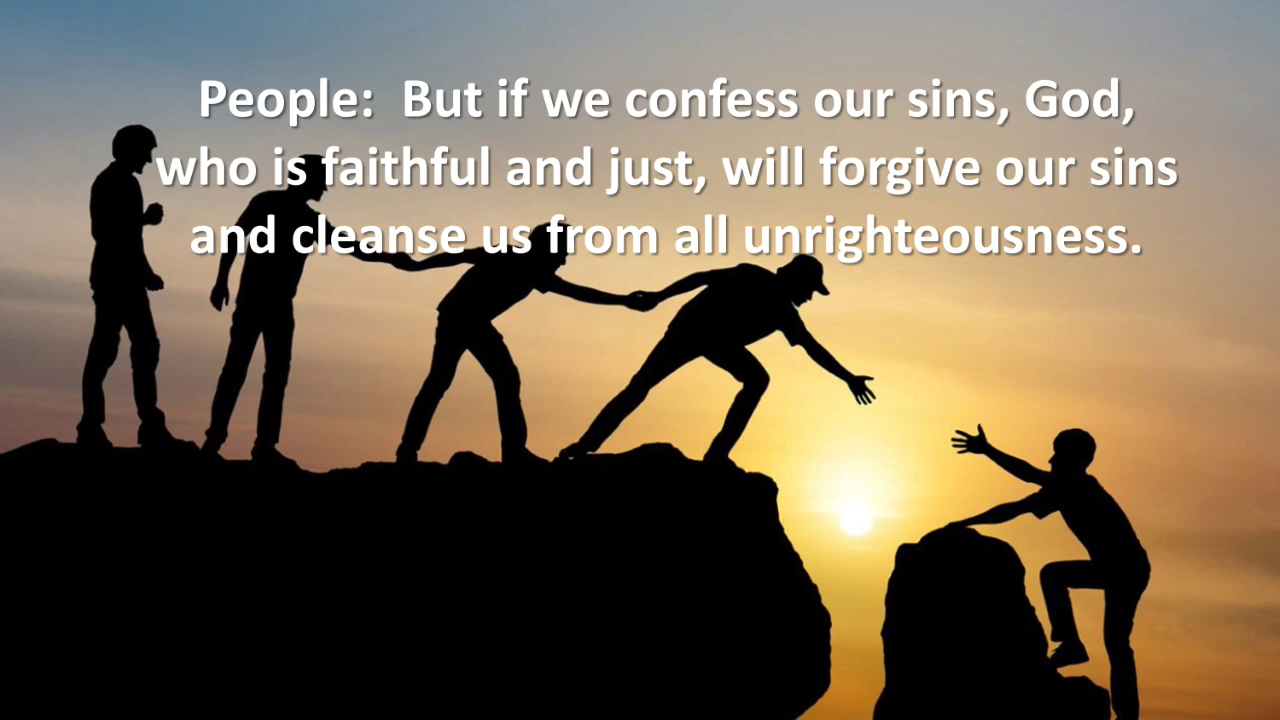 People:  But if we confess our sins, God,
who is faithful and just, will forgive our sins
and cleanse us from all unrighteousness.